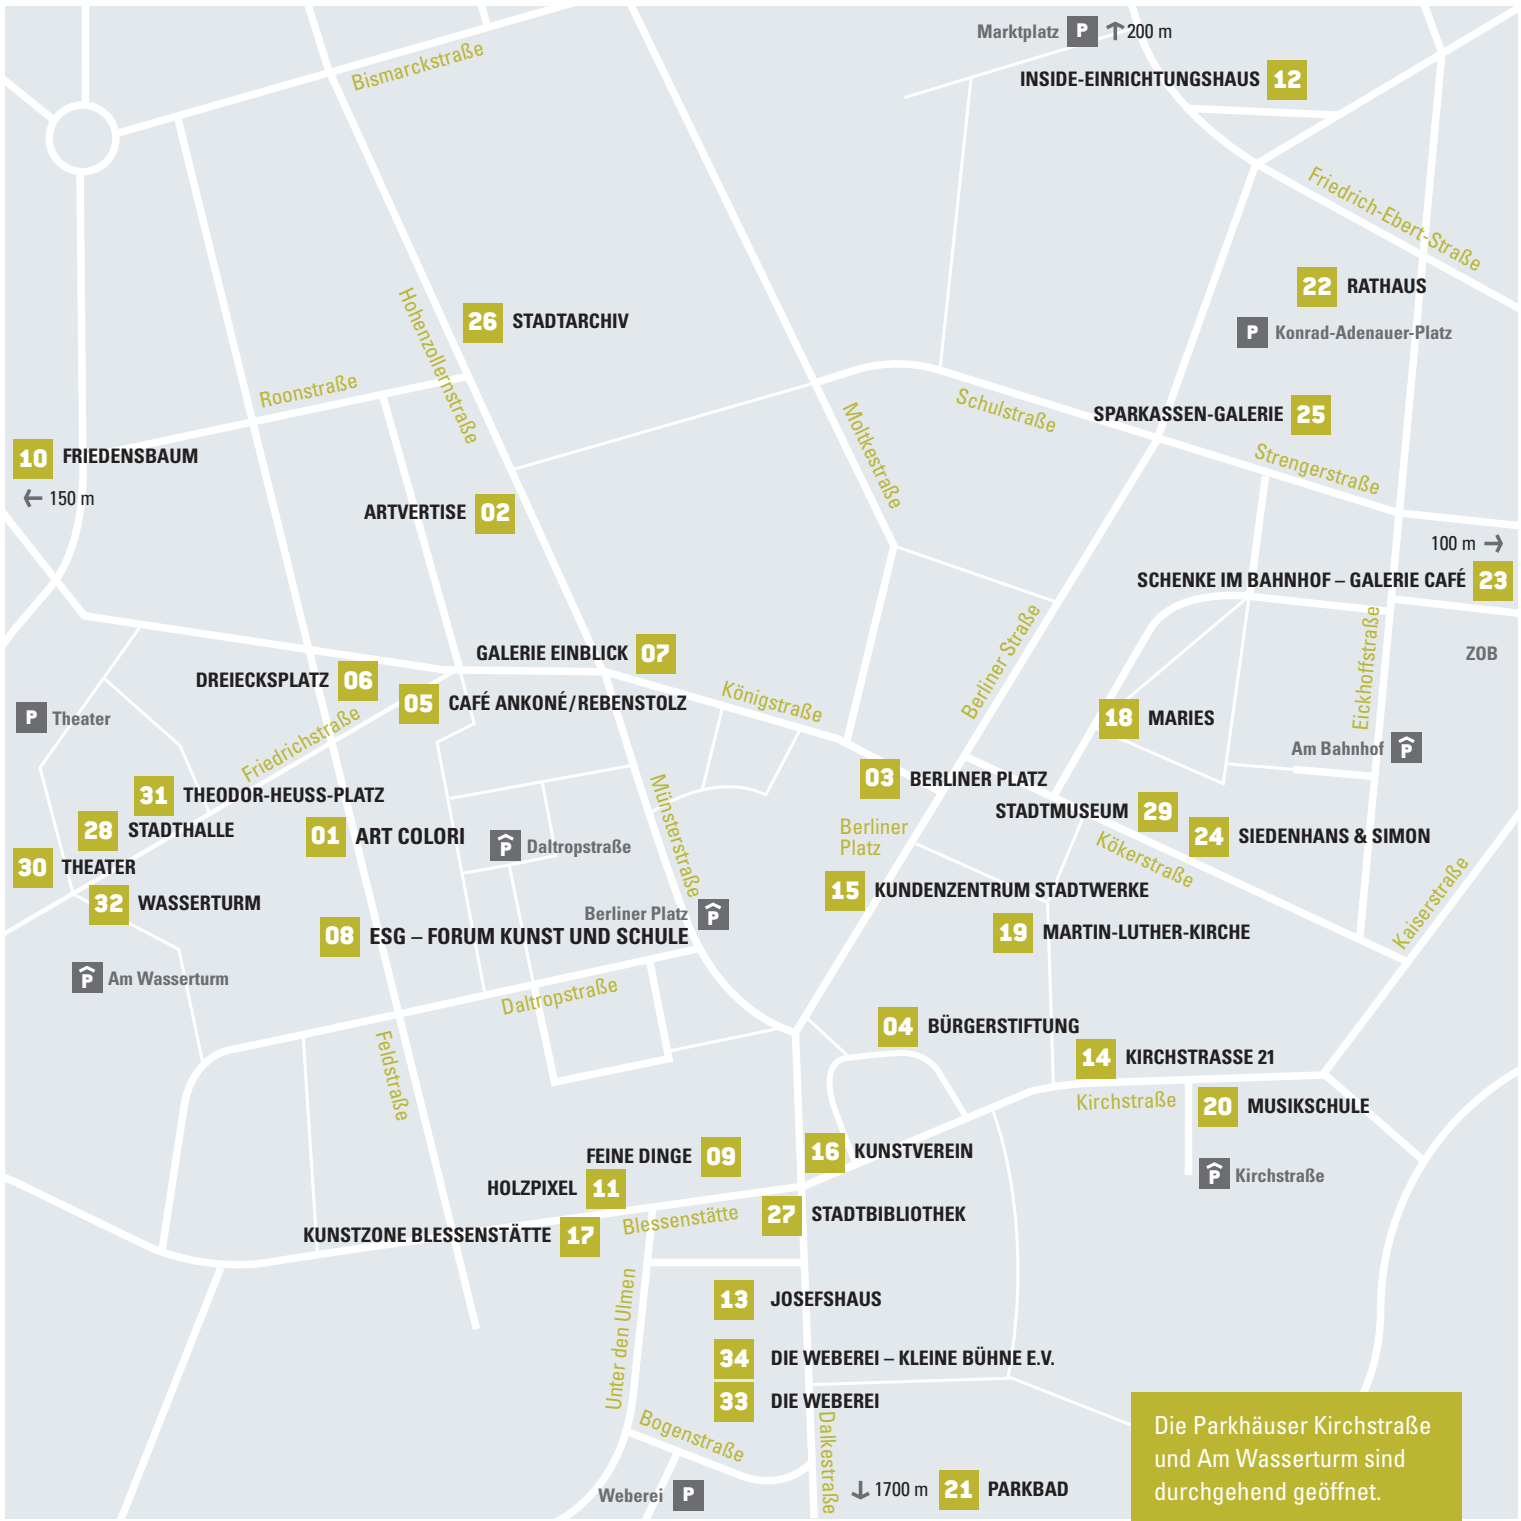 Marktplatz P 200 m
INSIDE-EINRICHTUNGSHAUS 12
Bismarckstraße
Friedrich-Ebert-Straße
22 RATHAUS
P Konrad-Adenauer-Platz
Hohenzollernstraße
26 STADTARCHIV
Roonstraße
Moltkestraße
Schulstraße
SPARKASSEN-GALERIE 25
Strengerstraße
10 FRIEDENSBAUM
150 m
ARTVERTISE 02
100 m
SCHENKE IM BAHNHOF – GALERIE CAFÉ 23
Berliner Straße
Eickhoffstraße
ZOB
GALERIE EINBLICK 07
DREIECKSPLATZ 06
05 CAFÉ ANKONÉ/REBENSTOLZ
Königstraße
P Theater
Friedrichstraße
18 MARIES
Am Bahnhof P
03 BERLINER PLATZ
31 THEODOR-HEUSS-PLATZ
Münsterstraße
STADTMUSEUM 29
28 STADTHALLE
01 ART COLORI
P Daltropstraße
Berliner
Platz
24 SIEDENHANS & SIMON
Kökerstraße
30 THEATER
32 WASSERTURM
15 KUNDENZENTRUM STADTWERKE
Kaiserstraße
Berliner Platz P
08 ESG – FORUM KUNST UND SCHULE
19 MARTIN-LUTHER-KIRCHE
P Am Wasserturm
Daltropstraße
04 BÜRGERSTIFTUNG
Feldstraße
14 KIRCHSTRASSE 21
Kirchstraße
20 MUSIKSCHULE
FEINE DINGE 09
16 KUNSTVEREIN
P Kirchstraße
HOLZPIXEL 11
Blessenstätte
27 STADTBIBLIOTHEK
KUNSTZONE BLESSENSTÄTTE 17
Unter den Ulmen
13 JOSEFSHAUS
34 DIE WEBEREI – KLEINE BÜHNE E.V.
33 DIE WEBEREI
Bogenstraße
Dalkestraße
Weberei P
1700 m 21 PARKBAD
Die Parkhäuser Kirchstraße
und Am Wasserturm sind
durchgehend geöffnet.